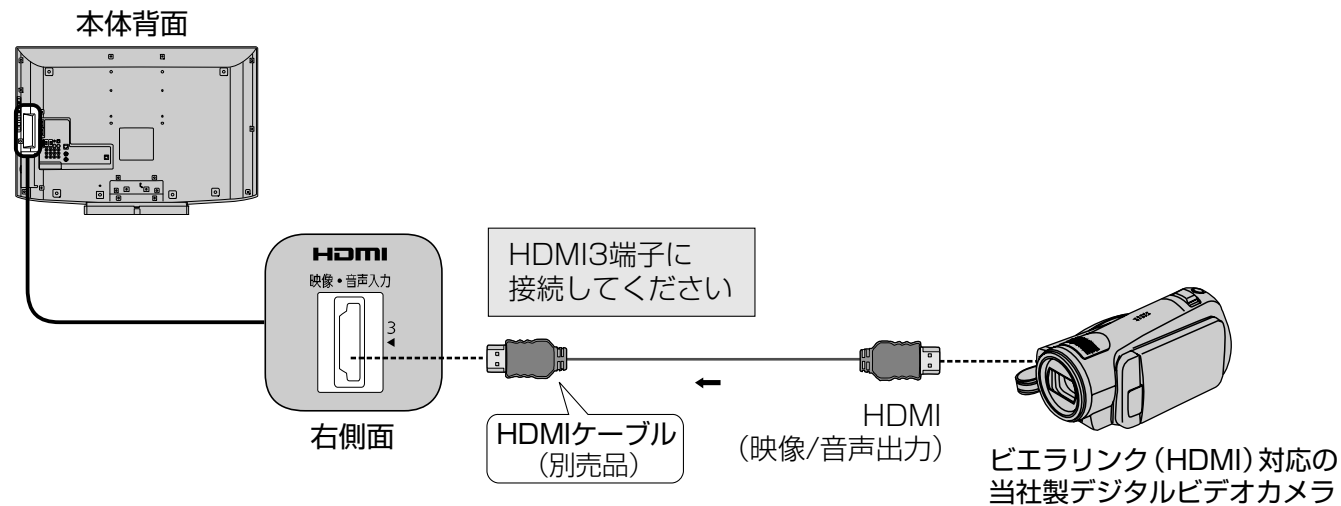 本体背面
HDMI
映像・音声入力
3
右側面
HDMI3端子に
接続してください
HDMIケーブル
（別売品）
HDMI
（映像/音声出力）
ビエラリンク（HDMI）対応の
当社製デジタルビデオカメラ